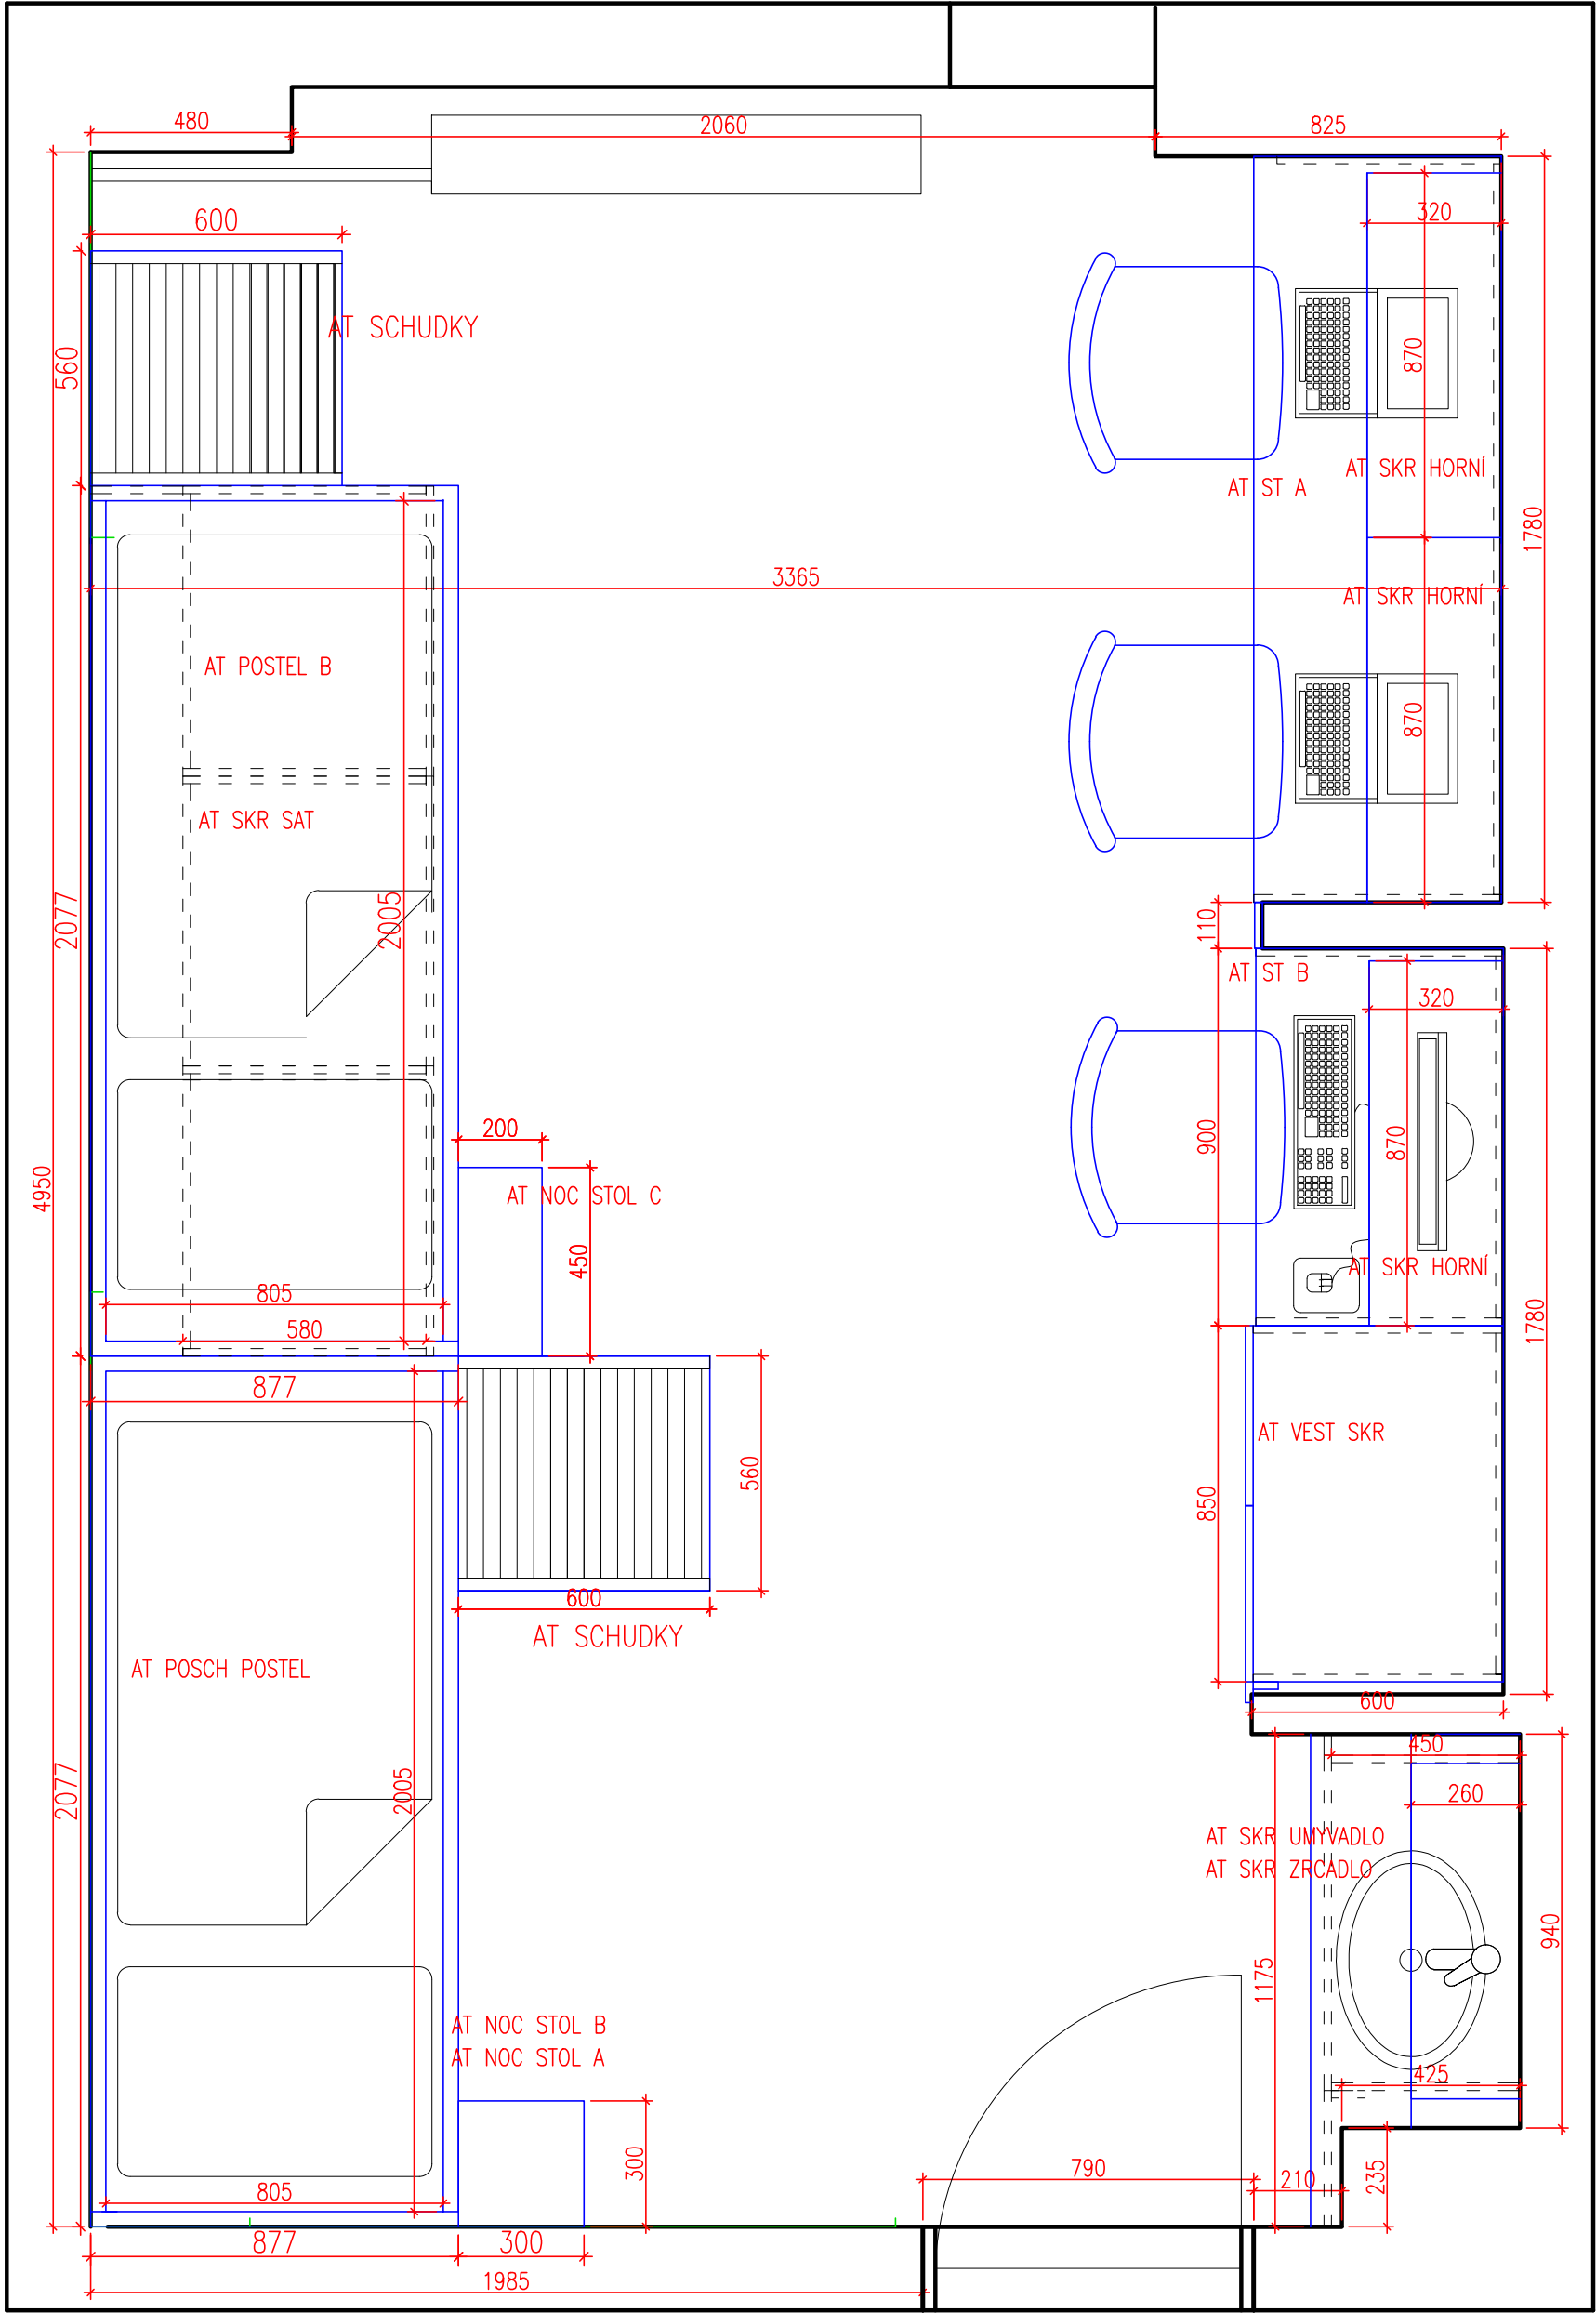 480
2060
825
600
320
AT SCHUDKY
560
870
AT SKR HORNÍ
AT ST A
1780
3365
AT SKR HORNÍ
AT POSTEL B
870
AT SKR SAT
2077
2005
110
AT ST B
320
200
900
870
4950
AT NOC STOL C
450
AT SKR HORNÍ
805
580
1780
877
AT VEST SKR
560
850
600
AT SCHUDKY
AT POSCH POSTEL
600
450
2077
2005
260
AT SKR UMYVADLO
AT SKR ZRCADLO
940
1175
AT NOC STOL B
AT NOC STOL A
425
300
790
210
235
805
877
300
1985